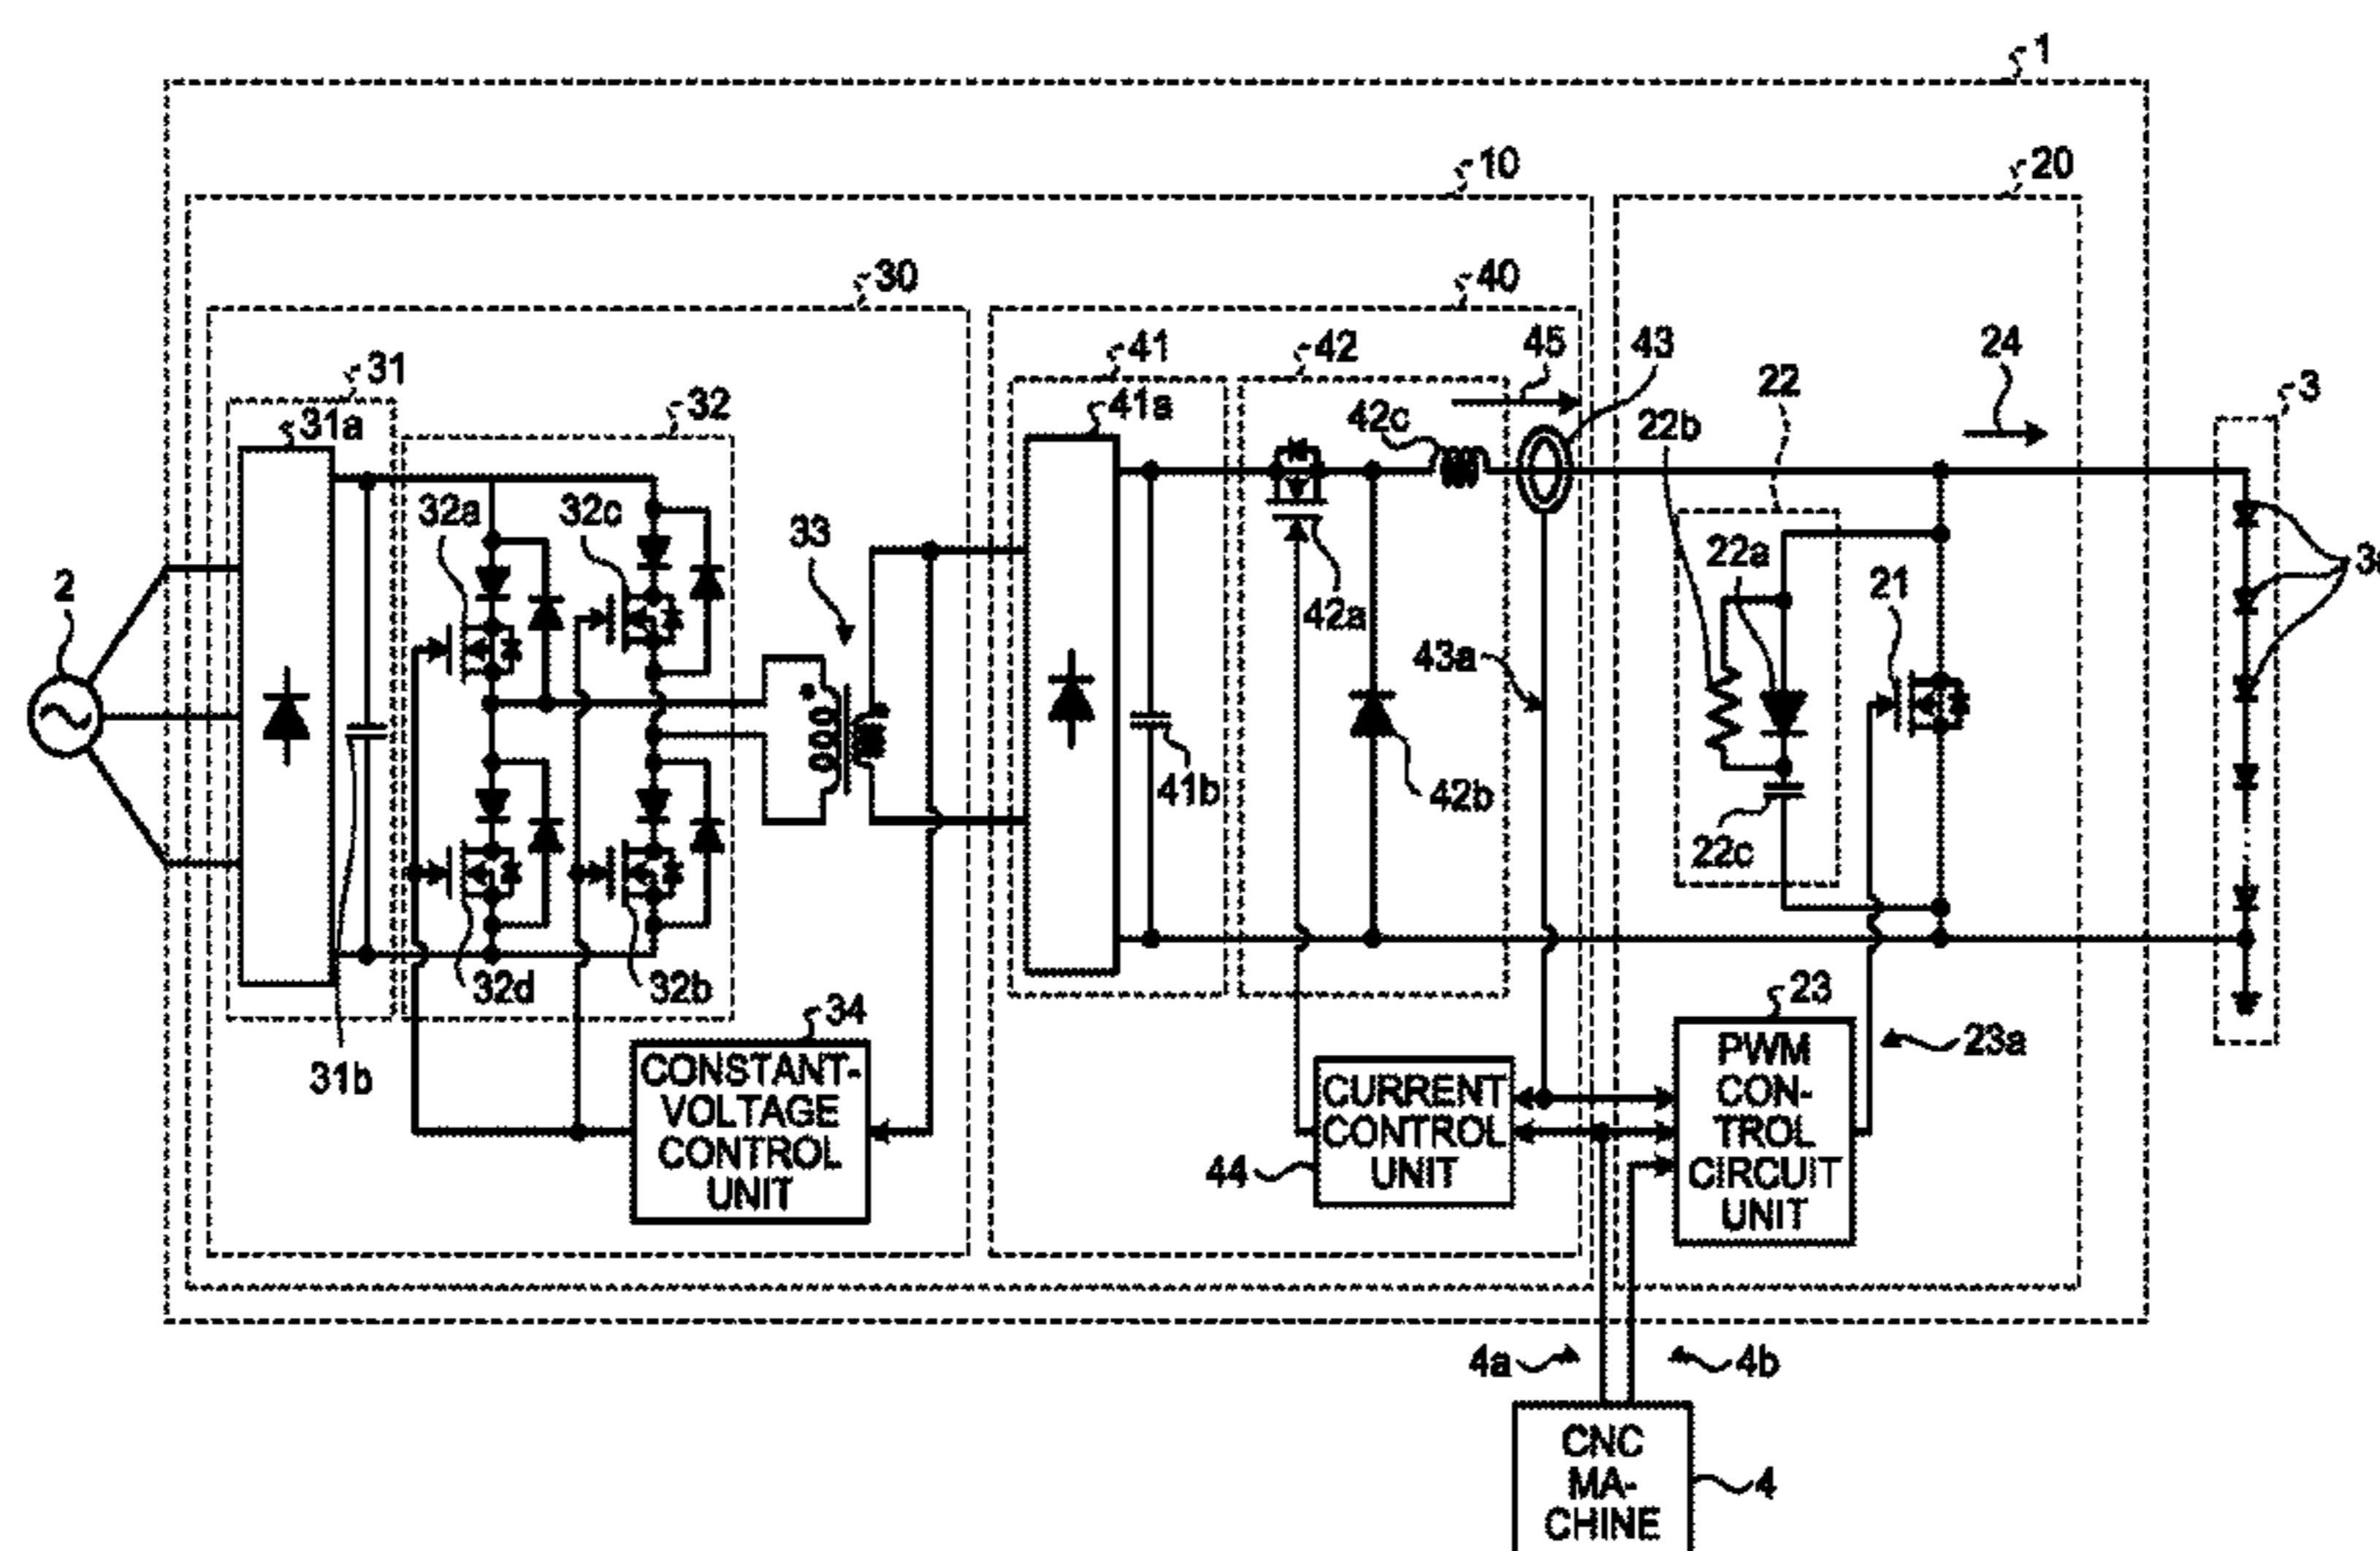 1
10
20
30
40
45
43
24
41
42
22
3
31
32
41a
42c
22b
31a
32a
32c
33
22a
21
2
42a
43a
41b
42b
22c
32d
32b
34
23
31b
CONSTANT-
VOLTAGE
CONTROL
UNIT
CURRENT
CONTROL
UNIT
44
PWM
CON-
TROL
CIRCUIT
UNIT
23a
4a
4b
CNC
MA-
CHINE
4